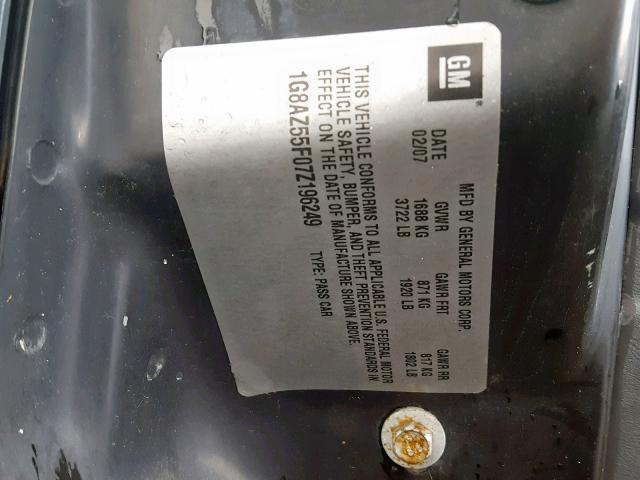 GM
®
MFD BY GENERAL MOTORS CORP.
DATE GVWR GAWR FRT GAWR RR
02/07 1688 KG 871 KG 817 KG
3722 LB 1920 LB 1802 LB
THIS VEHICLE CONFORMS TO ALL APPLICABLE U.S. FEDERAL MOTOR
VEHICLE SAFETY, BUMPER, AND THEFT PREVENTION STANDARDS IN
EFFECT ON THE DATE OF MANUFACTURE SHOWN ABOVE.
1G8AZ55F07Z196249 TYPE: PASS CAR